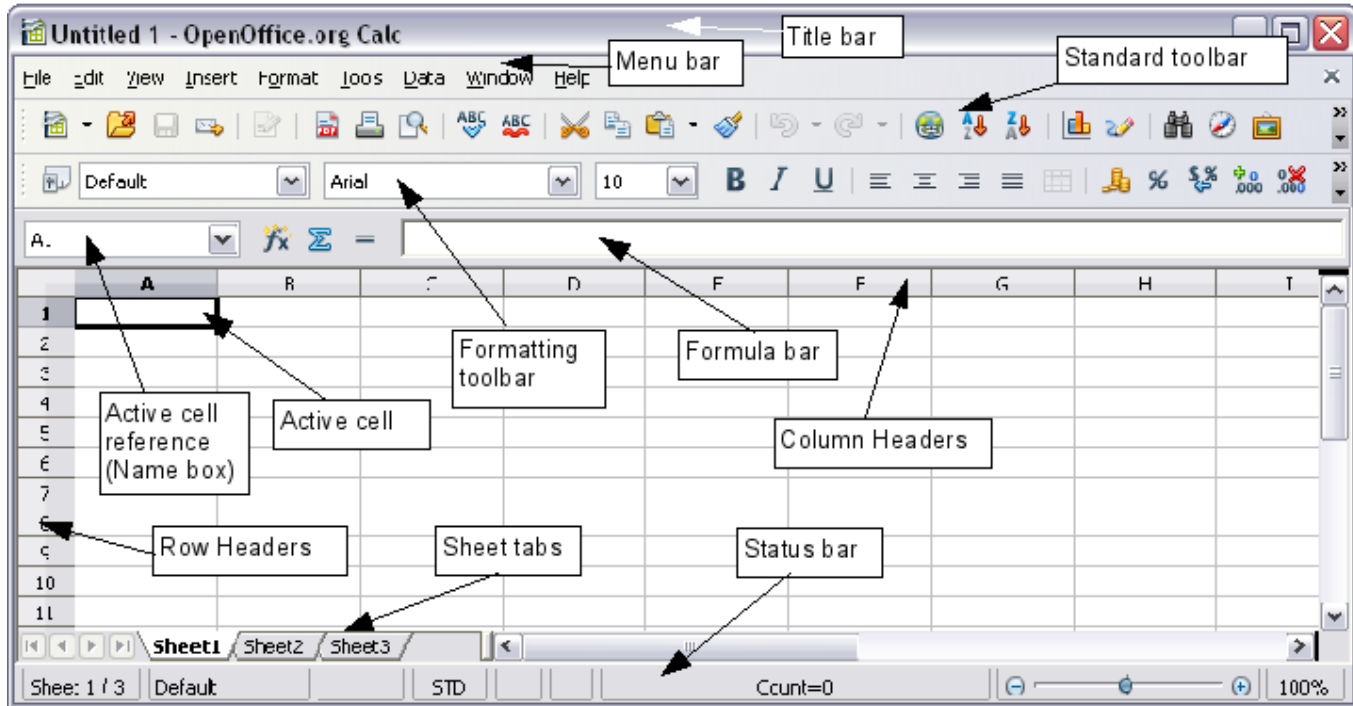 Untitled 1 - OpenOffice.org Calc
Title bar
Menu bar
Standard toolbar
File Edit View Insert Format Tools Data Window Help
Default Arial 10 B I U
A.
A B D E F G H I
1
2
3
4
5
6
7
8
9
10
11
Formatting
toolbar
Formula bar
Active cell
reference
(Name box)
Active cell
Column Headers
Row Headers
Sheet tabs
Status bar
Sheet1 Sheet2 Sheet3
Sheet 1 / 3 Default STD Count=0 100%